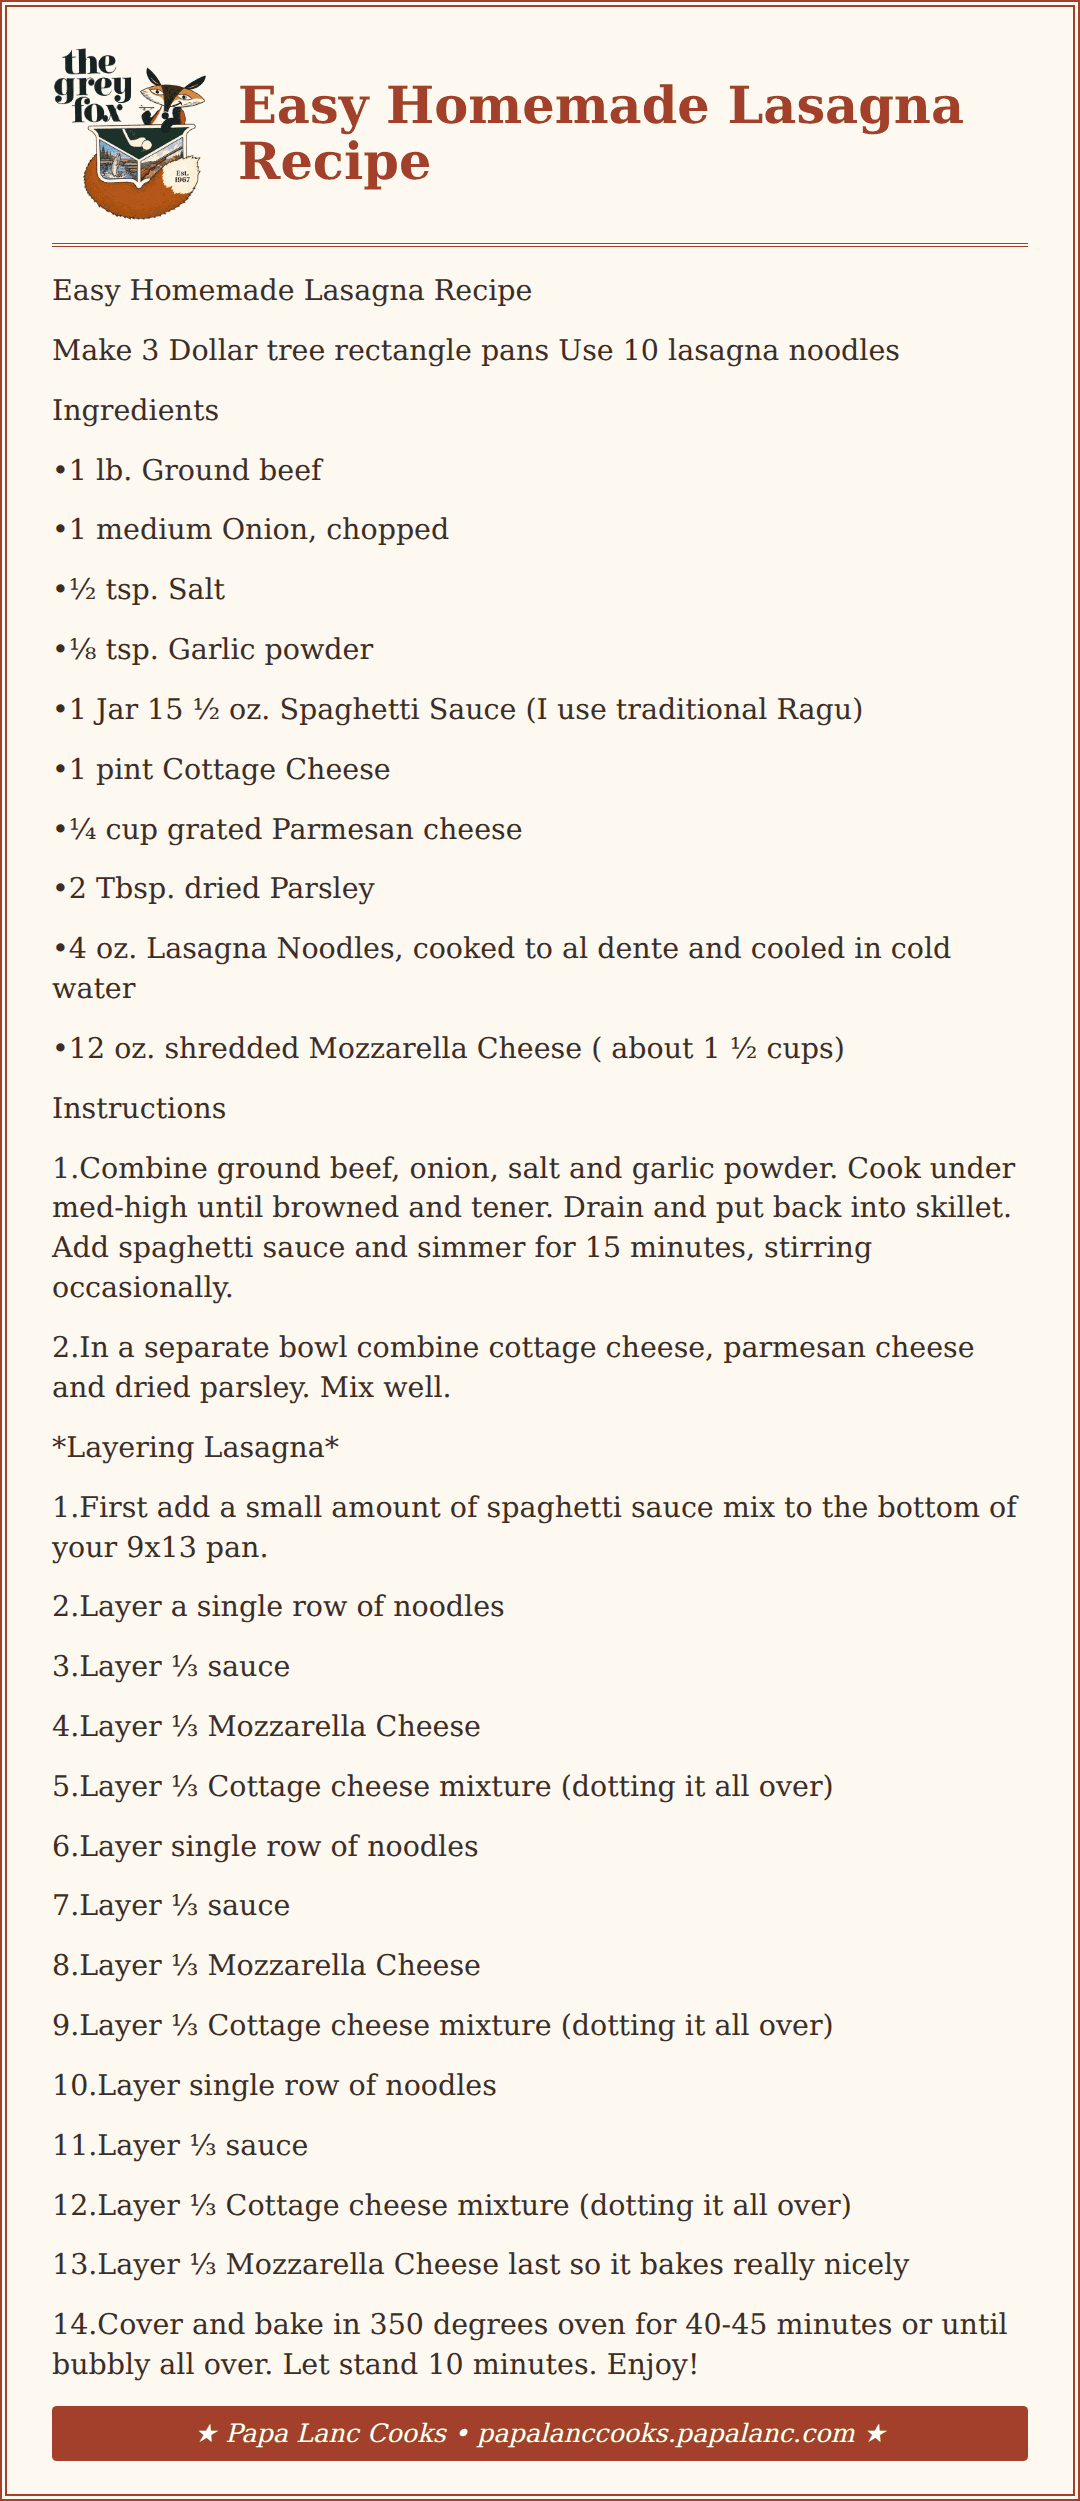 the
grey
fox
Est.
1967
Easy Homemade Lasagna
Recipe
Easy Homemade Lasagna Recipe
Make 3 Dollar tree rectangle pans Use 10 lasagna noodles
Ingredients
•1 lb. Ground beef
•1 medium Onion, chopped
•½ tsp. Salt
•⅛ tsp. Garlic powder
•1 Jar 15 ½ oz. Spaghetti Sauce (I use traditional Ragu)
•1 pint Cottage Cheese
•¼ cup grated Parmesan cheese
•2 Tbsp. dried Parsley
•4 oz. Lasagna Noodles, cooked to al dente and cooled in cold
water
•12 oz. shredded Mozzarella Cheese ( about 1 ½ cups)
Instructions
1.Combine ground beef, onion, salt and garlic powder. Cook under
med-high until browned and tener. Drain and put back into skillet.
Add spaghetti sauce and simmer for 15 minutes, stirring
occasionally.
2.In a separate bowl combine cottage cheese, parmesan cheese
and dried parsley. Mix well.
*Layering Lasagna*
1.First add a small amount of spaghetti sauce mix to the bottom of
your 9x13 pan.
2.Layer a single row of noodles
3.Layer ⅓ sauce
4.Layer ⅓ Mozzarella Cheese
5.Layer ⅓ Cottage cheese mixture (dotting it all over)
6.Layer single row of noodles
7.Layer ⅓ sauce
8.Layer ⅓ Mozzarella Cheese
9.Layer ⅓ Cottage cheese mixture (dotting it all over)
10.Layer single row of noodles
11.Layer ⅓ sauce
12.Layer ⅓ Cottage cheese mixture (dotting it all over)
13.Layer ⅓ Mozzarella Cheese last so it bakes really nicely
14.Cover and bake in 350 degrees oven for 40-45 minutes or until
bubbly all over. Let stand 10 minutes. Enjoy!
★ Papa Lanc Cooks • papalanccooks.papalanc.com ★